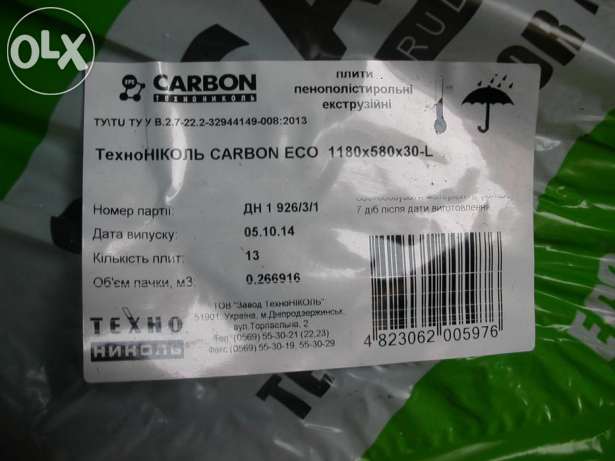 OLX
EPS
CARBON
ТЕХНОНИКОЛЬ
плити
пенополістирольні
екструзійні
ТУ\TU ТУ У В.2.7-22.2-32944149-008:2013
ТехноНІКОЛЬ CARBON ECO 1180x580x30-L
Номер партії: ДН 1 926/3/1
7 діб після дати виготовлення
Дата випуску: 05.10.14
Кількість плит: 13
Об'єм пачки, м3: 0.266916
ТОВ "Завод ТехноНІКОЛЬ"
51901, Україна, м.Дніпродзержинськ,
вул.Торгівельна, 2
Тел: (0569) 55-30-21 (22,23)
Факс:(0569) 55-30-19, 55-30-29
ТЕХНО
НИКОЛЬ
4 823062 005976